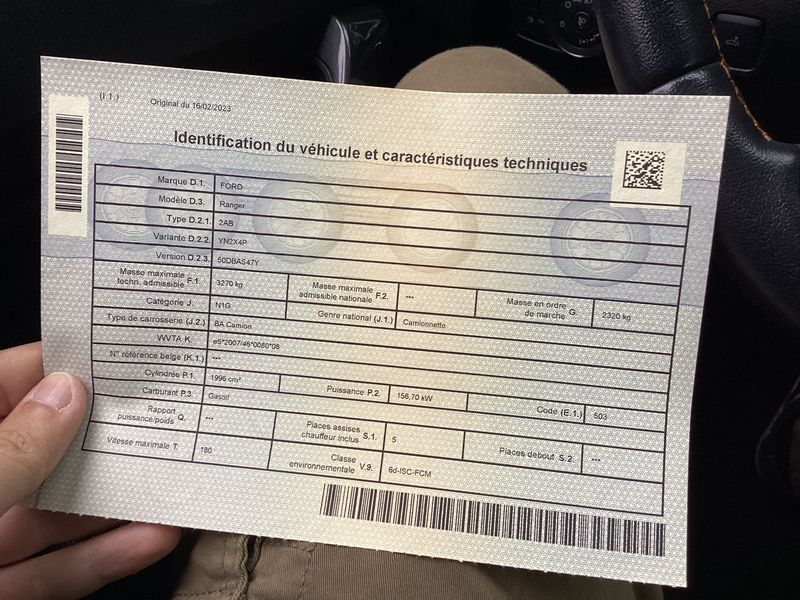 (I 1.) Original du 16/02/2023
Identification du véhicule et caractéristiques techniques
Marque D.1. FORD
Modèle D.3. Ranger
Type D.2.1. 2AB
Variante D.2.2. YN2X4P
Version D.2.3. 50DBAS47Y
Masse maximale techn. admissible F.1. 3270 kg Masse maximale admissible nationale F.2. --- Masse en ordre de marche G. 2320 kg
Catégorie J. N1G Genre national (J.1.) Camionnette
Type de carrosserie (J.2.) BA Camion
WVTA K. e5*2007/46*0080*08
N° référence belge (K.1.) ---
Cylindrée P.1. 1996 cm³ Puissance P.2. 156,70 kW Code (E.1.) 503
Carburant P.3. Gasoil
Rapport puissance/poids Q. --- Places assises chauffeur inclus S.1. 5 Places debout S.2. ---
Vitesse maximale T. 180 Classe environnementale V.9. 6d-ISC-FCM